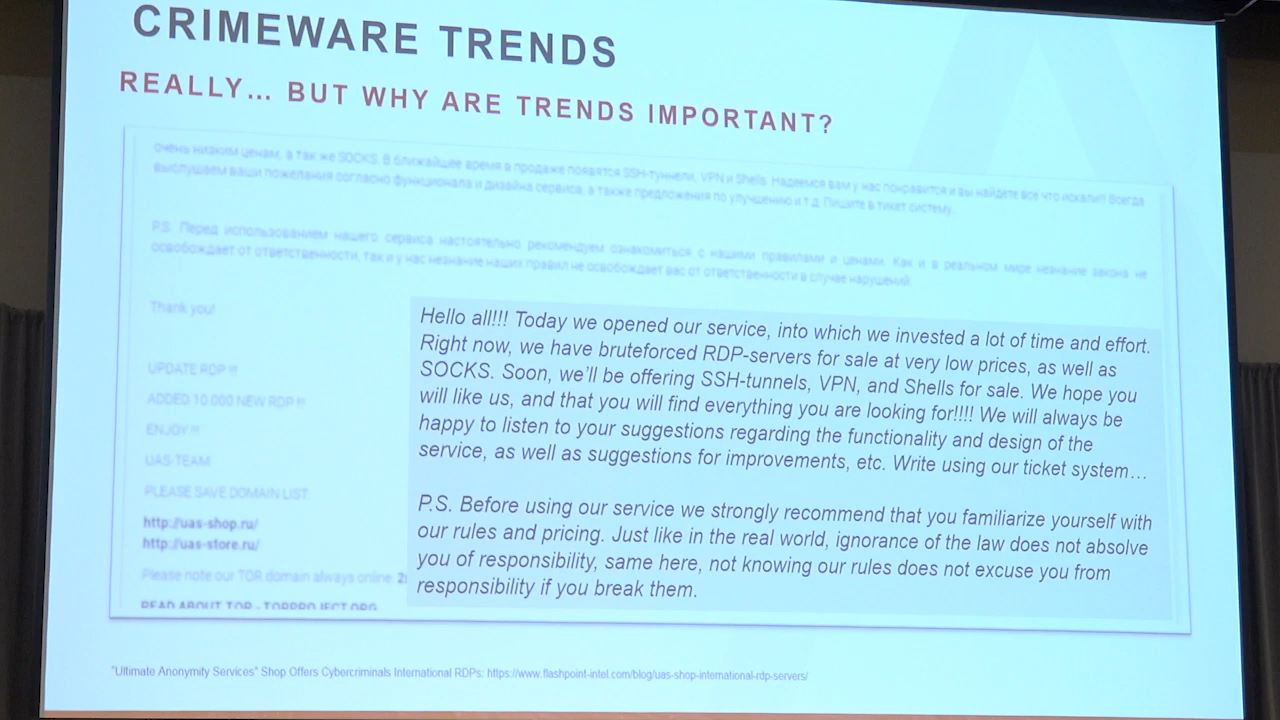 CRIMEWARE TRENDS
REALLY... BUT WHY ARE TRENDS IMPORTANT?
очень низким ценам, а так же SOCKS. В ближайшее время в продаже появятся SSH-туннели, VPN и Shells. Надеемся вам у нас понравится и вы найдете все что искали!!! Всегда
выслушаем ваши пожелания согласно функционала и дизайна сервиса, а также предложения по улучшению и т.д. Пишите в тикет систему...
P.S. Перед использованием нашего сервиса настоятельно рекомендуем ознакомиться с нашими правилами и ценами. Как и в реальном мире незнание закона не
освобождает от ответственности, так и у нас незнание наших правил не освобождает вас от ответственности в случае нарушений.
Thank you!
Hello all!!! Today we opened our service, into which we invested a lot of time and effort.
Right now, we have bruteforced RDP-servers for sale at very low prices, as well as
SOCKS. Soon, we'll be offering SSH-tunnels, VPN, and Shells for sale. We hope you
will like us, and that you will find everything you are looking for!!!! We will always be
happy to listen to your suggestions regarding the functionality and design of the
service, as well as suggestions for improvements, etc. Write using our ticket system…
P.S. Before using our service we strongly recommend that you familiarize yourself with
our rules and pricing. Just like in the real world, ignorance of the law does not absolve
you of responsibility, same here, not knowing our rules does not excuse you from
responsibility if you break them.
UPDATE RDP !!!
ADDED 10.000 NEW RDP !!!
ENJOY !!!
UAS-TEAM
PLEASE SAVE DOMAIN LIST:
http://uas-shop.ru/
http://uas-store.ru/
Please note our TOR domain always online:
READ ABOUT TOR - TORPROJECT.ORG
"Ultimate Anonymity Services" Shop Offers Cybercriminals International RDPs: https://www.flashpoint-intel.com/blog/uas-shop-international-rdp-servers/